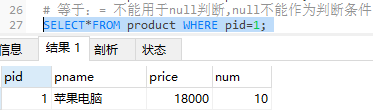 26 # 等于：= 不能用于null判断,null不能作为判断条件
27 SELECT*FROM product WHERE pid=1;
信息 结果 1 剖析 状态
pid pname price num
1 苹果电脑 18000 10